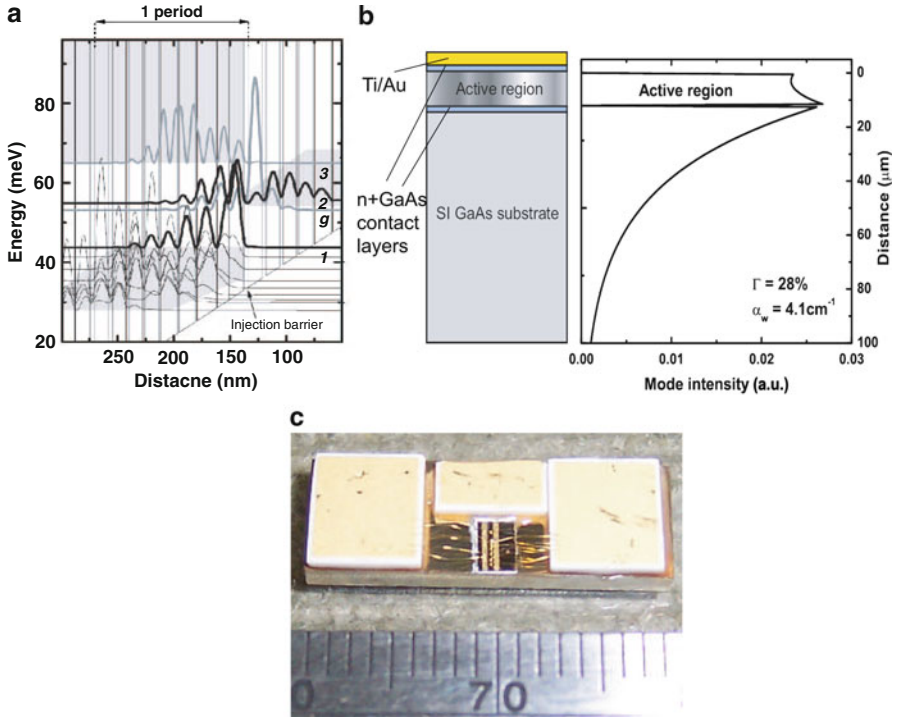 a
1 period
Energy (meV)
80
60
40
20
3
2
g
1
Injection barrier
250
200
150
100
Distacne (nm)
b
Ti/Au
Active region
n+GaAs
contact
layers
SI GaAs substrate
Active region
Γ = 28%
αw = 4.1cm-1
0
20
40
60
80
100
Distance (μm)
0.00
0.01
0.02
0.03
Mode intensity (a.u.)
c
0
70